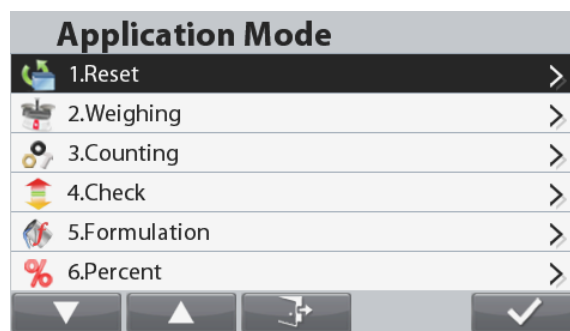 Application Mode
1.Reset
2.Weighing
3.Counting
4.Check
5.Formulation
6.Percent